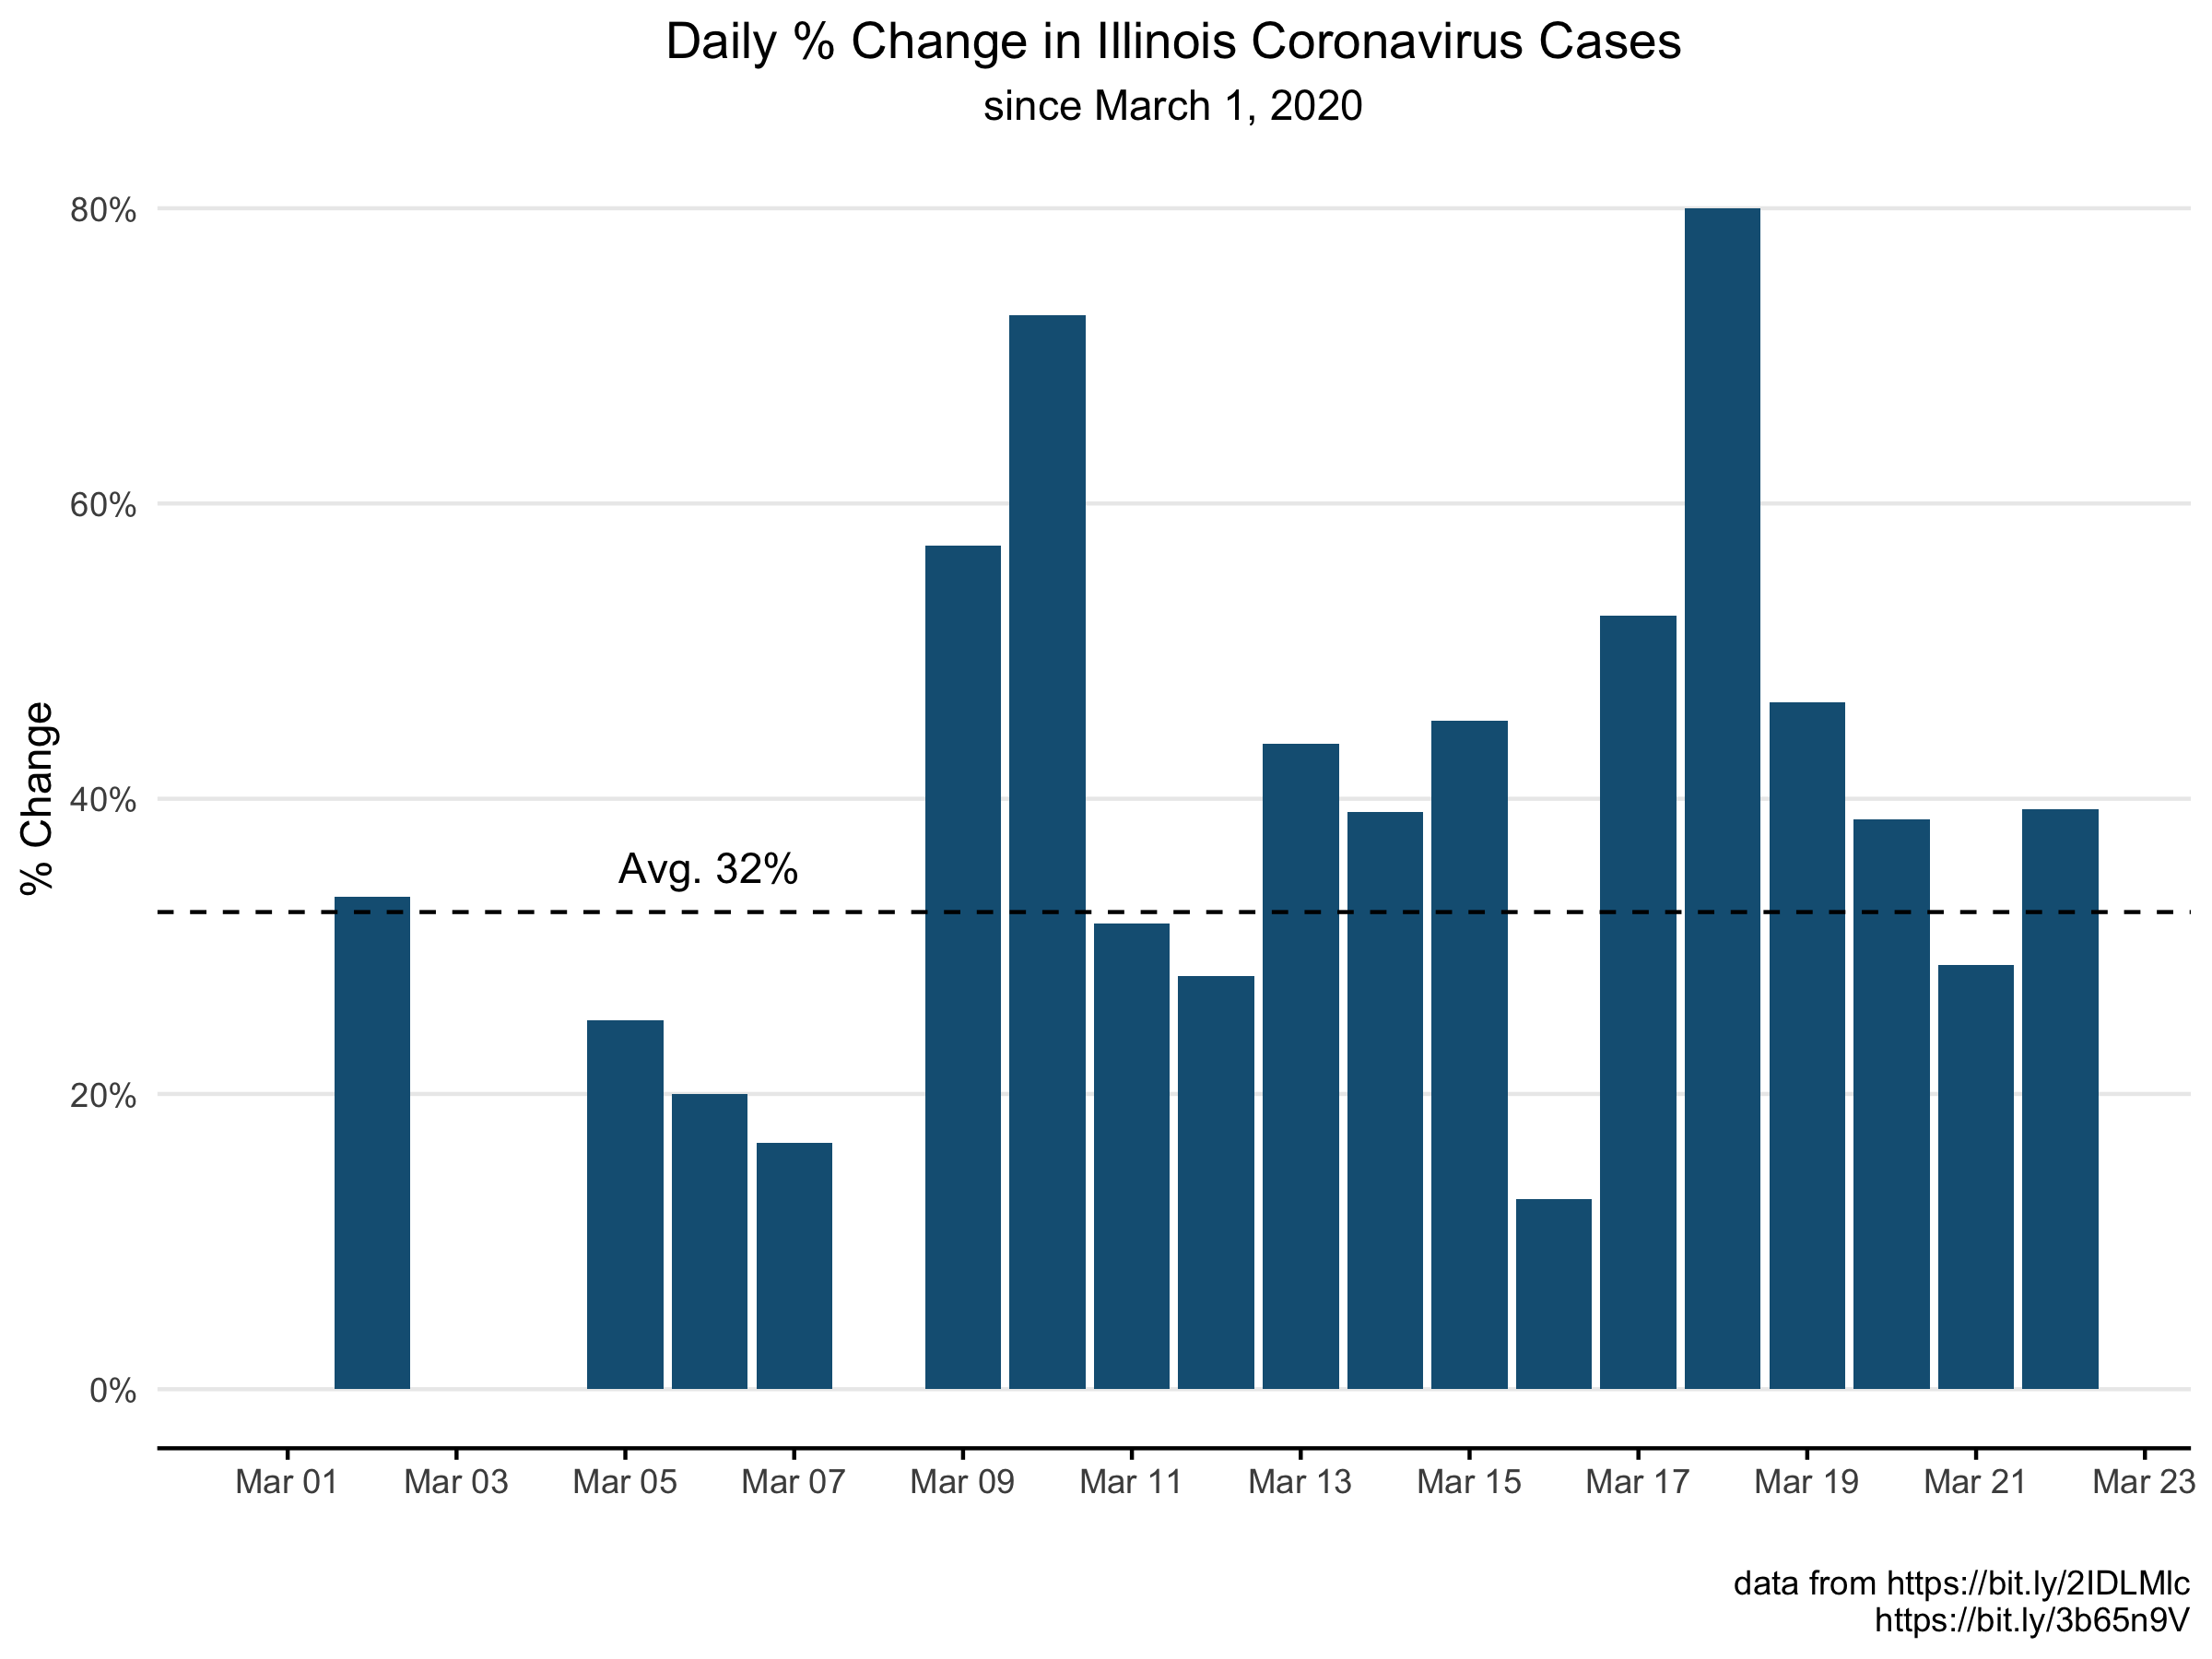 Daily % Change in Illinois Coronavirus Cases
since March 1, 2020
80%
60%
40%
20%
0%
% Change
Avg. 32%
Mar 01 Mar 03 Mar 05 Mar 07 Mar 09 Mar 11 Mar 13 Mar 15 Mar 17 Mar 19 Mar 21 Mar 23
data from https://bit.ly/2IDLMlc
https://bit.ly/3b65n9V